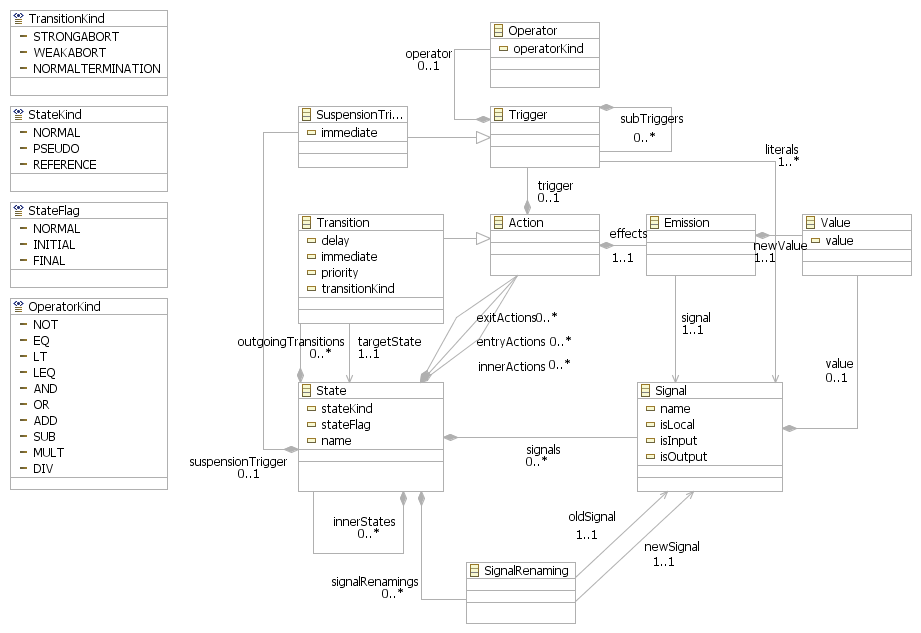 TransitionKind
STRONGABORT
WEAKABORT
NORMALTERMINATION
StateKind
NORMAL
PSEUDO
REFERENCE
StateFlag
NORMAL
INITIAL
FINAL
OperatorKind
NOT
EQ
LT
LEQ
AND
OR
ADD
SUB
MULT
DIV
Operator
operatorKind
operator
0..1
SuspensionTri...
immediate
Trigger
subTriggers
0..*
literals
1..*
trigger
0..1
Transition
delay
immediate
priority
transitionKind
Action
effects
1..1
Emission
newValue
1..1
Value
value
exitActions0..*
entryActions 0..*
innerActions 0..*
outgoingTransitions
0..*
targetState
1..1
signal
1..1
value
0..1
State
stateKind
stateFlag
name
signals
0..*
Signal
name
isLocal
isInput
isOutput
suspensionTrigger
0..1
innerStates
0..*
oldSignal
1..1
newSignal
1..1
signalRenamings
0..*
SignalRenaming